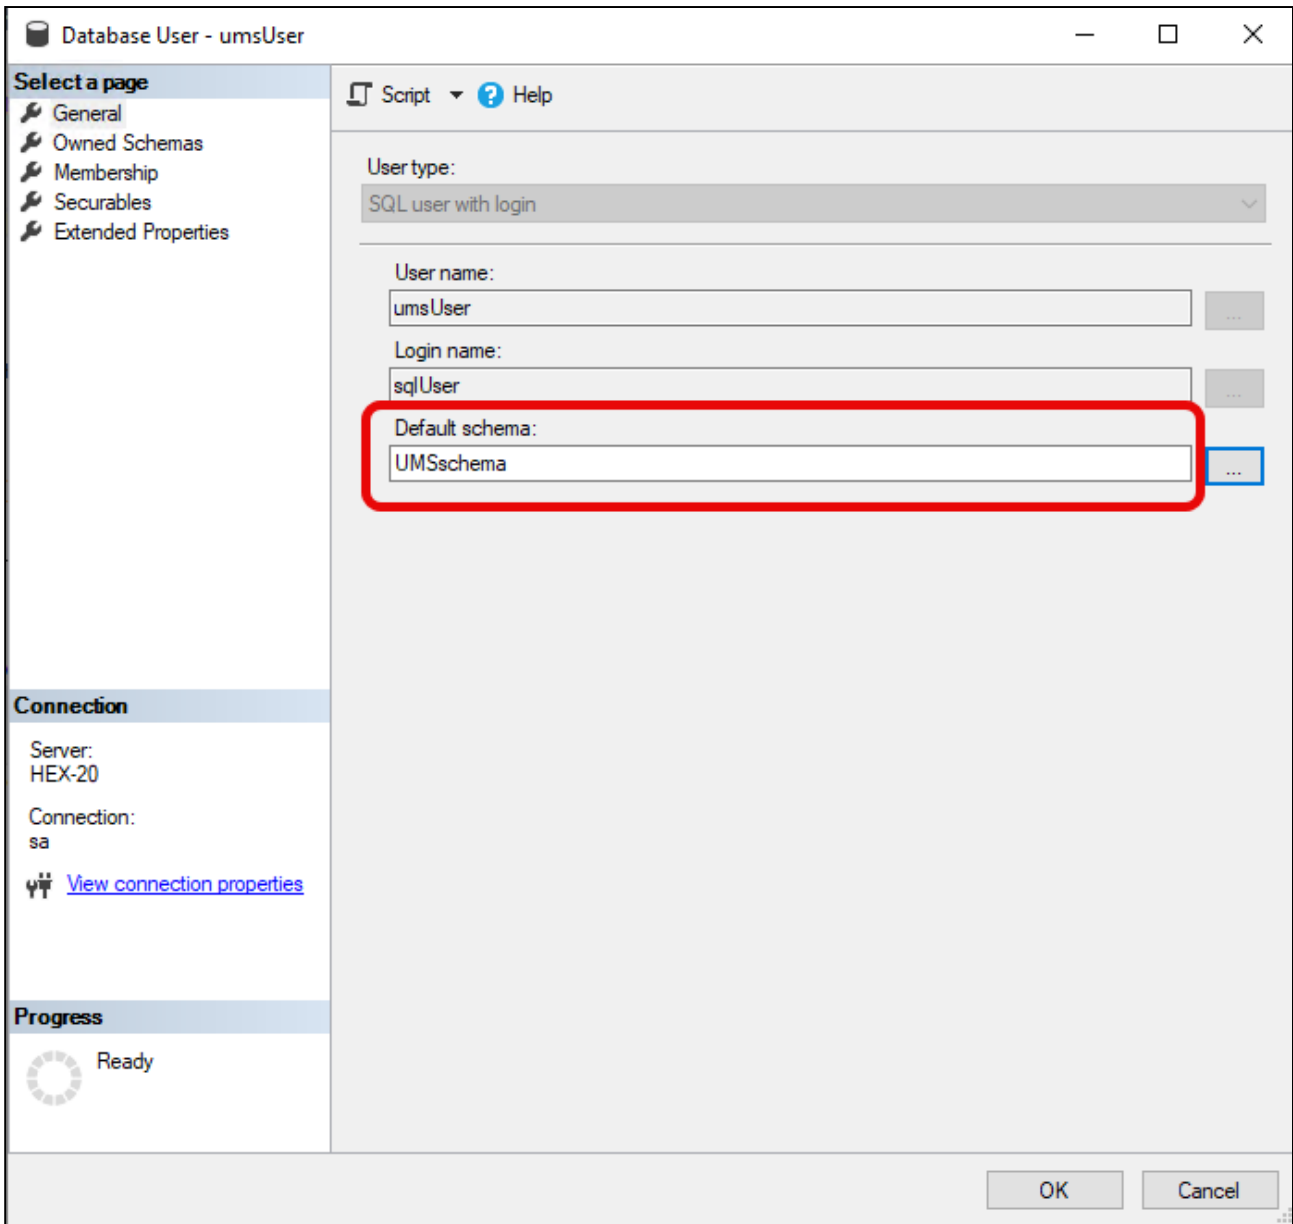 Database User - umsUser
Select a page
General
Owned Schemas
Membership
Securables
Extended Properties
Script
Help
User type:
SQL user with login
User name:
umsUser
...
Login name:
sqlUser
...
Default schema:
UMSschema
...
Connection
Server:
HEX-20
Connection:
sa
View connection properties
Progress
Ready
OK
Cancel